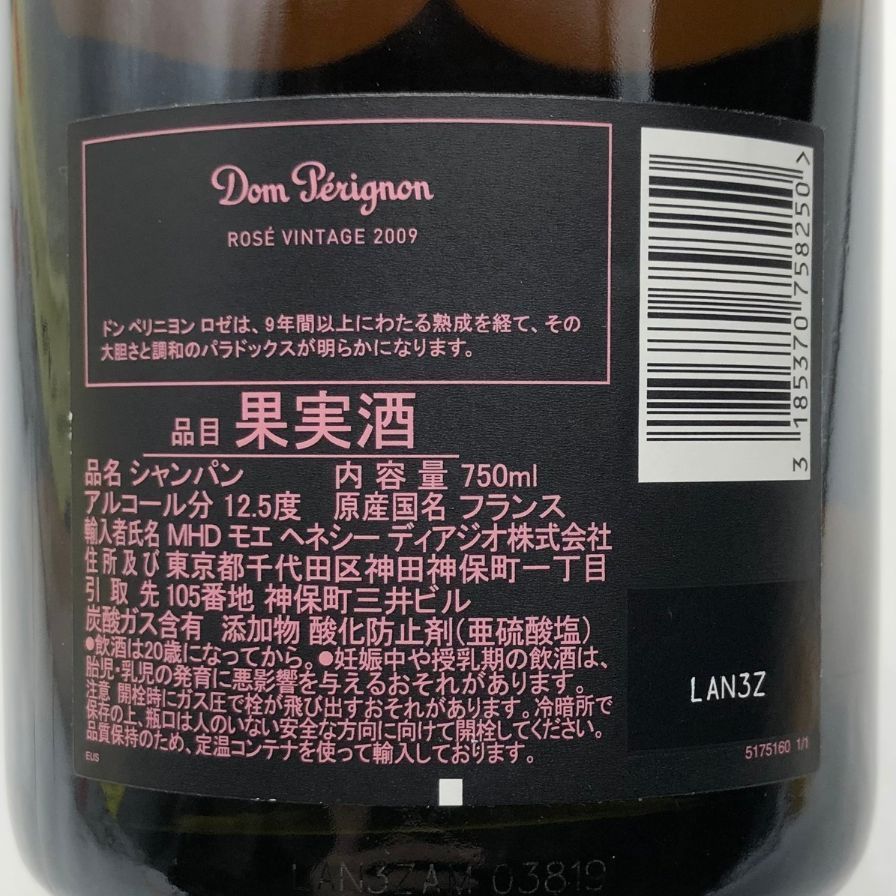 Dom Pérignon
ROSÉ VINTAGE 2009
ドン ペリニヨン ロゼは、9年間以上にわたる熟成を経て、その
大胆さと調和のパラドックスが明らかになります。
品目 果実酒
品名 シャンパン 内容量 750ml
アルコール分 12.5度 原産国名 フランス
輸入者氏名 MHD モエ ヘネシー ディアジオ株式会社
住所及び 東京都千代田区神田神保町一丁目
引取先 105番地 神保町三井ビル
炭酸ガス含有 添加物 酸化防止剤(亜硫酸塩)
●飲酒は20歳になってから。●妊娠中や授乳期の飲酒は、
胎児・乳児の発育に悪影響を与えるおそれがあります。
注意 開栓時にガス圧で栓が飛び出すおそれがあります。冷暗所で
保存の上、瓶口は人のいない安全な方向に向けて開栓してください。
品質保持のため、定温コンテナを使って輸入しております。
EUS
3 185370 758250 >
LAN3Z
5175160 1/1
LAN3ZAM 03819